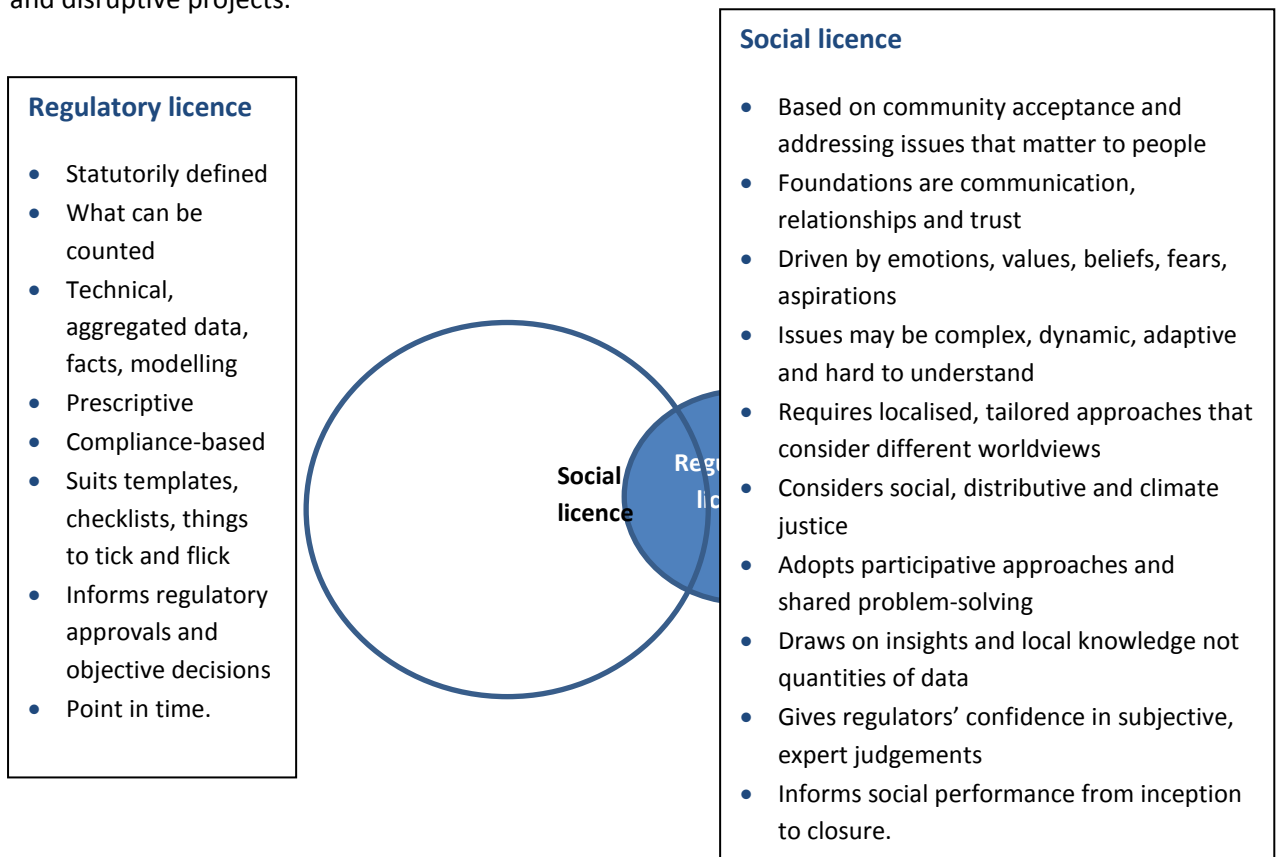 and disruptive projects.
Regulatory licence
• Statutorily defined
• What can be
counted
• Technical,
aggregated data,
facts, modelling
• Prescriptive
• Compliance-based
• Suits templates,
checklists, things
to tick and flick
• Informs regulatory
approvals and
objective decisions
• Point in time.
Social
licence
Social licence
• Based on community acceptance and
addressing issues that matter to people
• Foundations are communication,
relationships and trust
• Driven by emotions, values, beliefs, fears,
aspirations
• Issues may be complex, dynamic, adaptive
and hard to understand
• Requires localised, tailored approaches that
consider different worldviews
• Considers social, distributive and climate
justice
• Adopts participative approaches and
shared problem-solving
• Draws on insights and local knowledge not
quantities of data
• Gives regulators’ confidence in subjective,
expert judgements
• Informs social performance from inception
to closure.